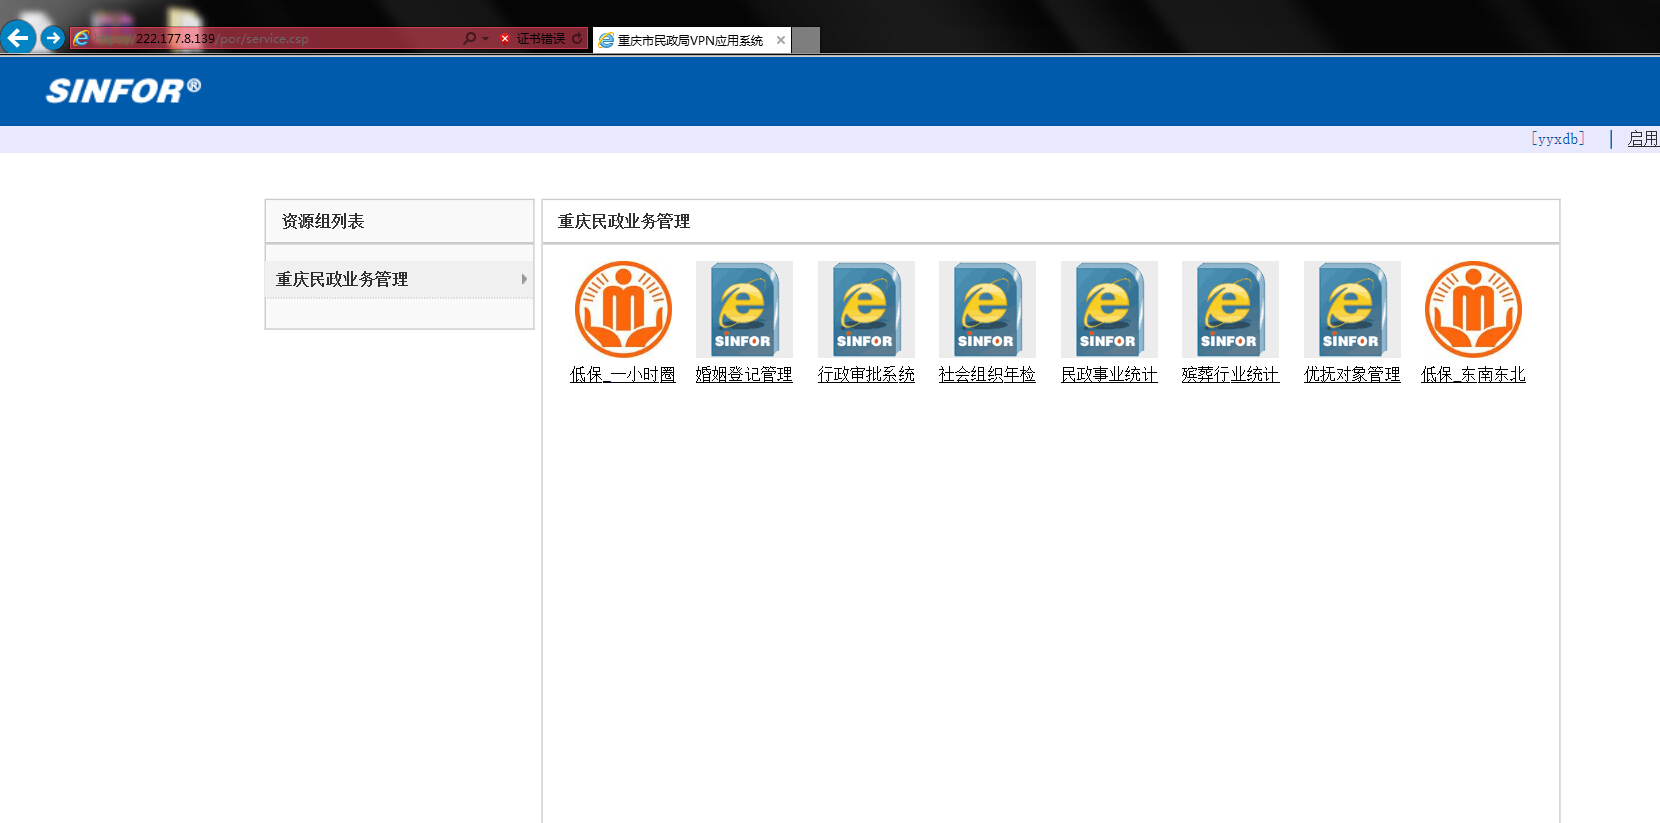 222.177.8.139/por/service.csp
证书错误
重庆市民政局VPN应用系统
SINFOR®
[yyxdb]
启用
资源组列表
重庆民政业务管理
重庆民政业务管理
SINFOR SINFOR SINFOR SINFOR SINFOR SINFOR
低保_一小时圈 婚姻登记管理 行政审批系统 社会组织年检 民政事业统计 殡葬行业统计 优抚对象管理 低保_东南东北